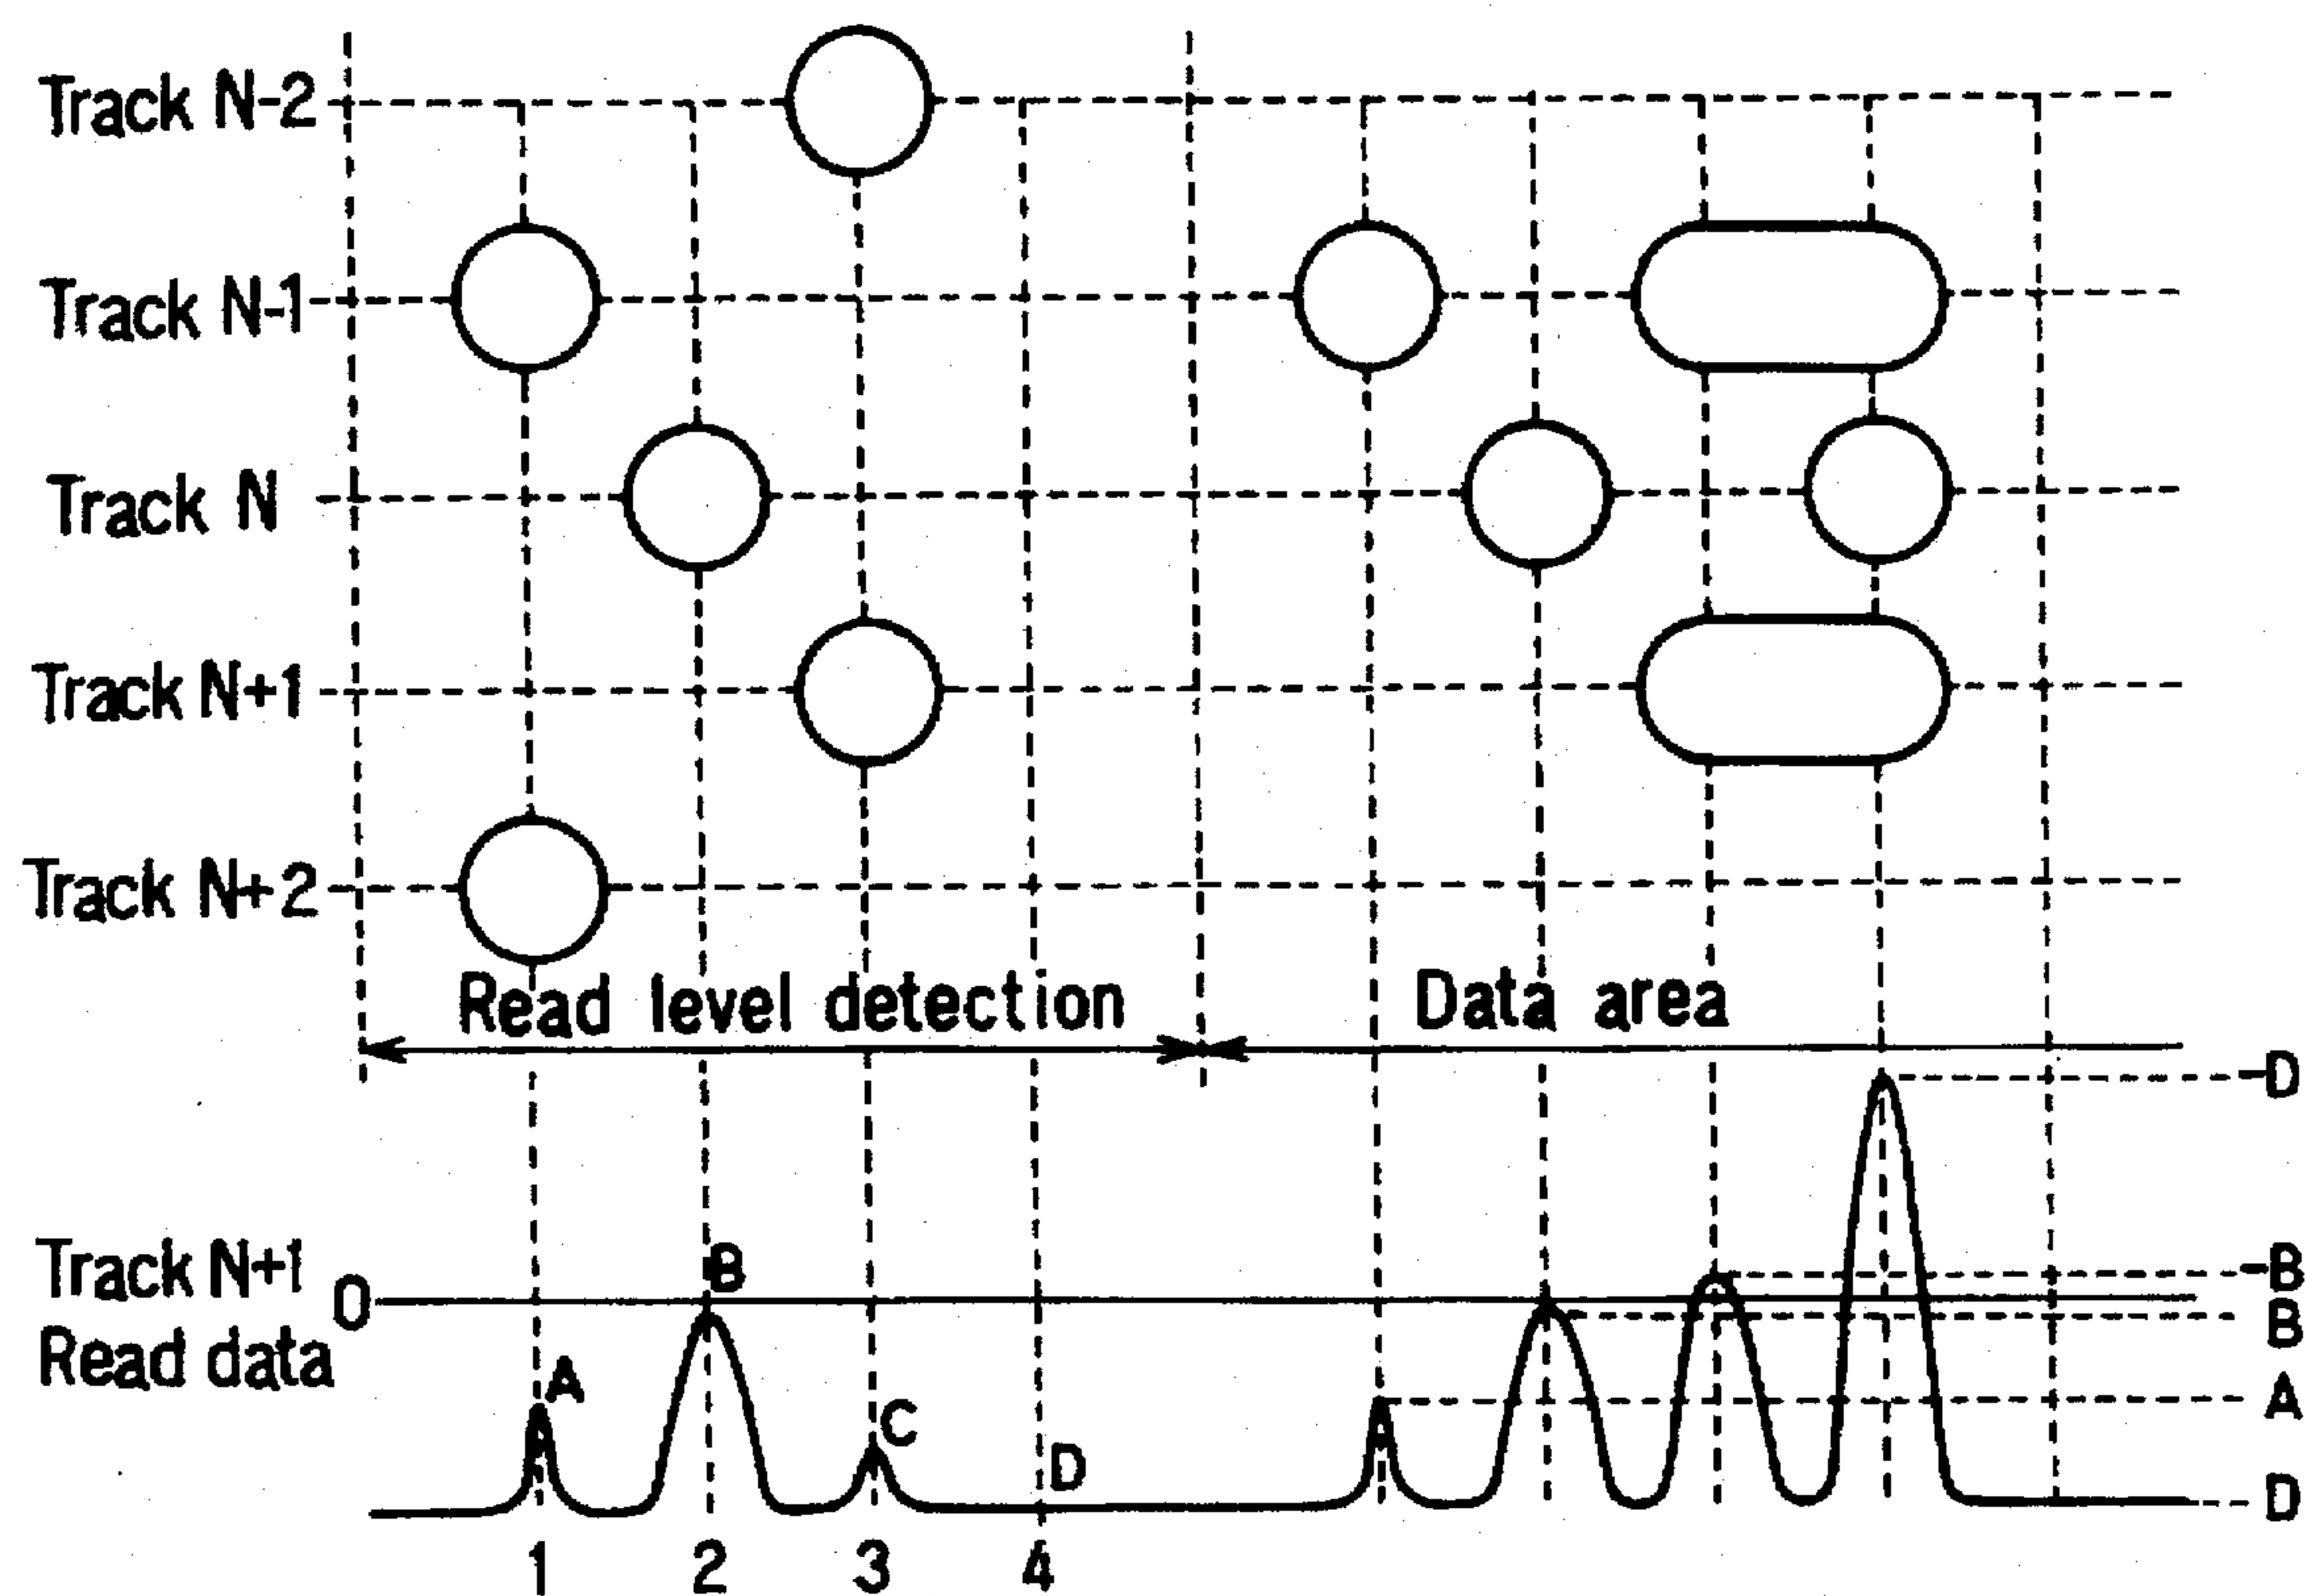 Track N-2
Track N-1
Track N
Track N+1
Track N+2
Read level detection
Data area
-D
Track N+1
Read data
0
B
-B
B
A
A
C
D
D
1
2
3
4